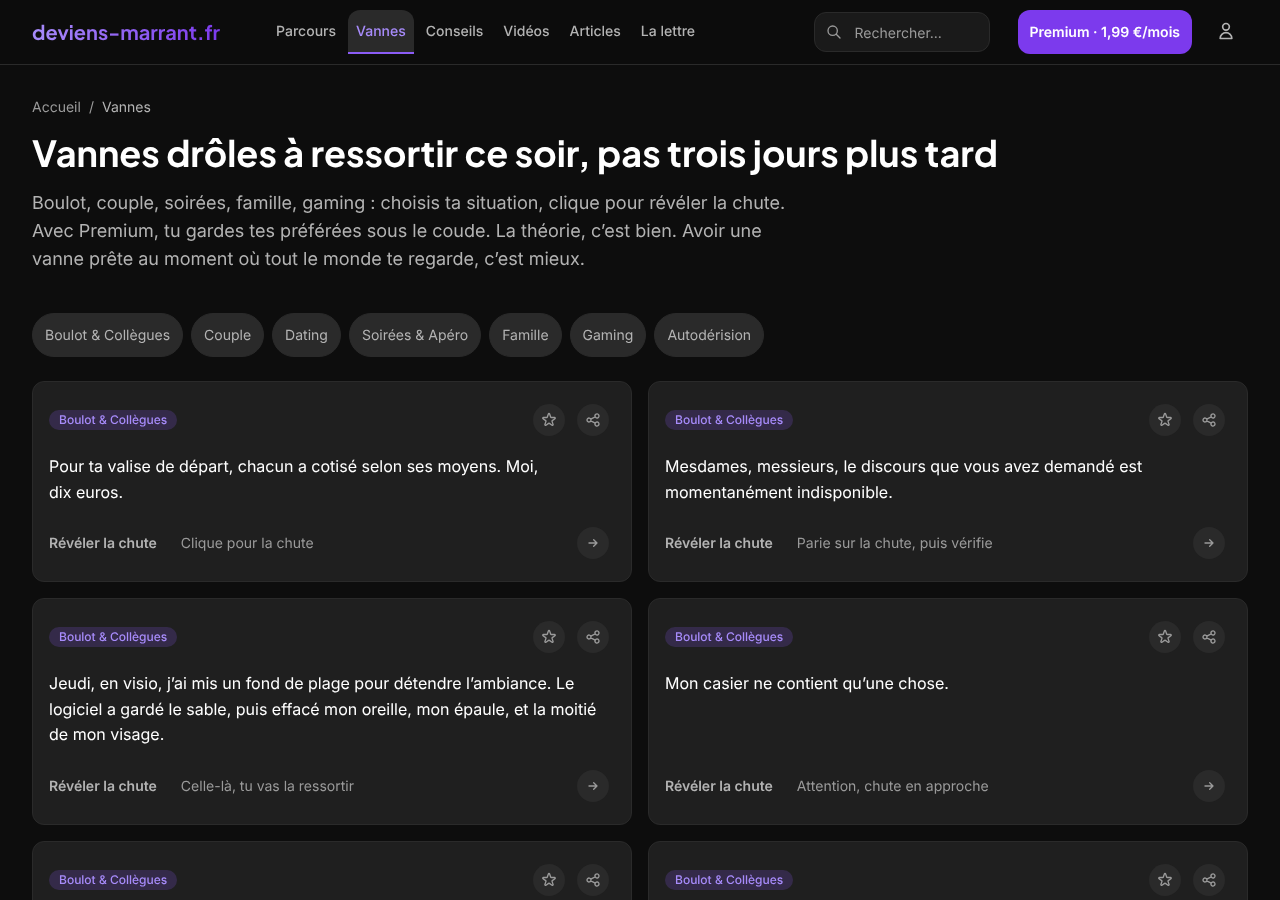 deviens-marrant.fr
Parcours
Vannes
Conseils
Vidéos
Articles
La lettre
Rechercher...
Premium · 1,99 €/mois
Accueil / Vannes
Vannes drôles à ressortir ce soir, pas trois jours plus tard
Boulot, couple, soirées, famille, gaming : choisis ta situation, clique pour révéler la chute.
Avec Premium, tu gardes tes préférées sous le coude. La théorie, c’est bien. Avoir une
vanne prête au moment où tout le monde te regarde, c’est mieux.
Boulot & Collègues
Couple
Dating
Soirées & Apéro
Famille
Gaming
Autodérision
Boulot & Collègues
Pour ta valise de départ, chacun a cotisé selon ses moyens. Moi,
dix euros.
Révéler la chute
Clique pour la chute
Boulot & Collègues
Mesdames, messieurs, le discours que vous avez demandé est
momentanément indisponible.
Révéler la chute
Parie sur la chute, puis vérifie
Boulot & Collègues
Jeudi, en visio, j’ai mis un fond de plage pour détendre l’ambiance. Le
logiciel a gardé le sable, puis effacé mon oreille, mon épaule, et la moitié
de mon visage.
Révéler la chute
Celle-là, tu vas la ressortir
Boulot & Collègues
Mon casier ne contient qu’une chose.
Révéler la chute
Attention, chute en approche
Boulot & Collègues
Boulot & Collègues